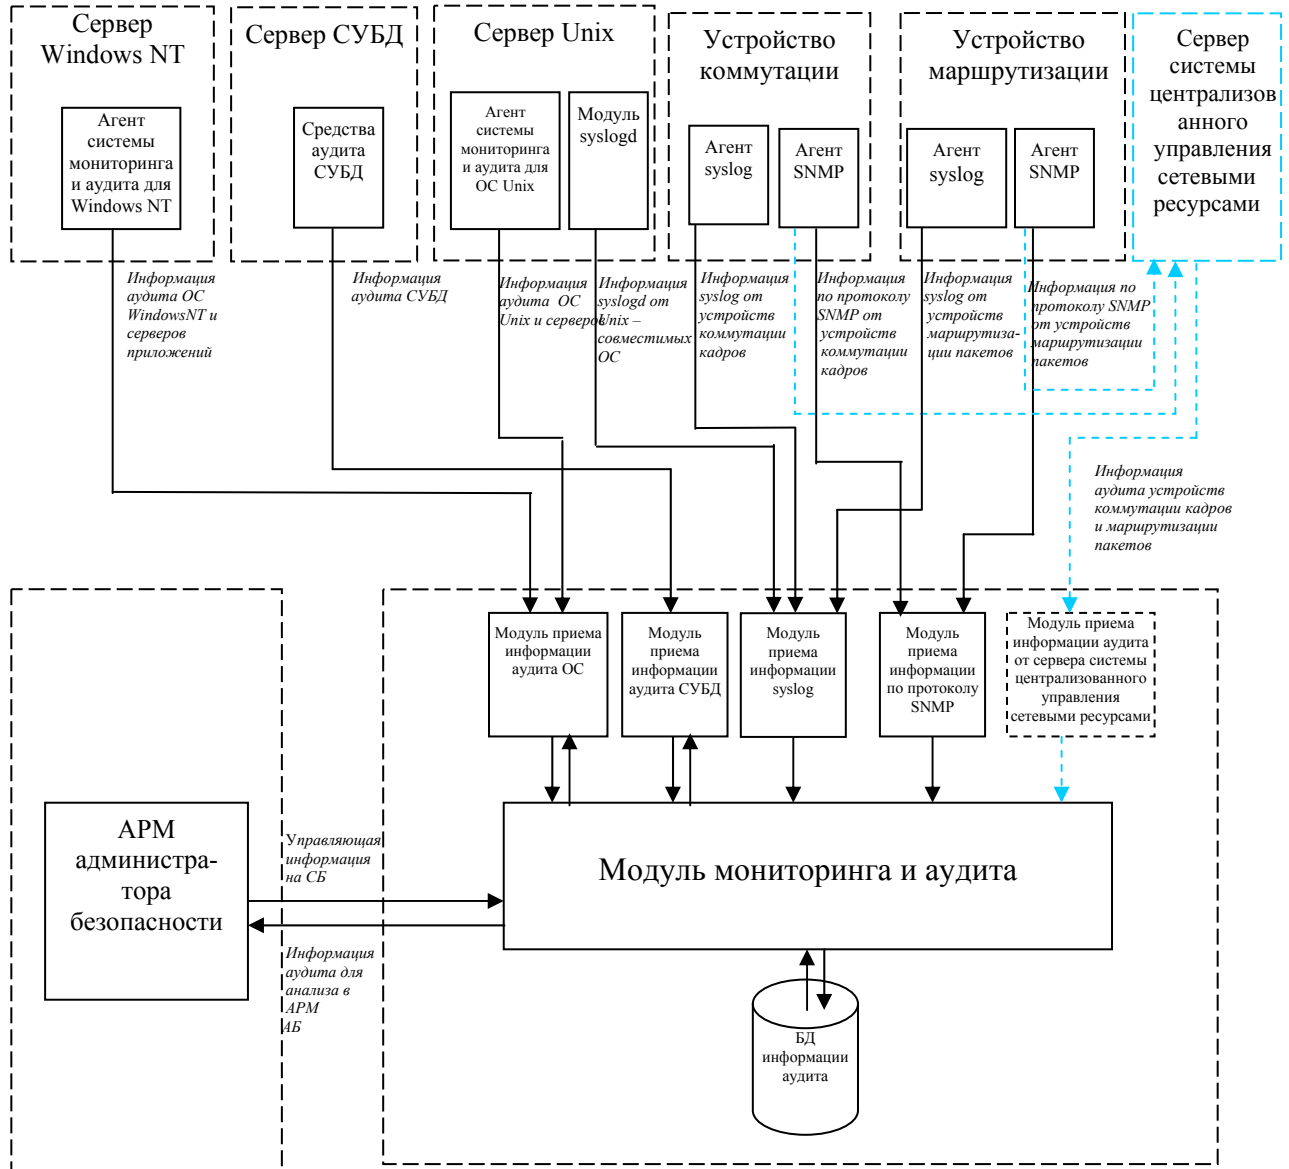 Сервер
Windows NT
Сервер СУБД
Сервер Unix
Устройство
коммутации
Устройство
маршрутизации
Сервер
системы
централизов
анного
управления
сетевыми
ресурсами
Агент
системы
мониторинга
и аудита для
Windows NT
Средства
аудита
СУБД
Агент
системы
мониторинга
и аудита для
ОС Unix
Модуль
syslogd
Агент
syslog
Агент
SNMP
Агент
syslog
Агент
SNMP
Информация
аудита ОС
WindowsNT и
серверов
приложений
Информация
аудита СУБД
Информация
аудита ОС
Unix и серверов
Информация
syslogd от
Unix –
совместимых
ОС
Информация
syslog от
устройств
коммутации
кадров
Информация
по протоколу
SNMP от
устройств
коммутации
кадров
Информация
syslog от
устройств
маршрутиза-
ции пакетов
Информация по
протоколу SNMP
от устройств
маршрутизации
пакетов
Информация
аудита устройств
коммутации кадров
и маршрутизации
пакетов
Модуль приема
информации
аудита ОС
Модуль
приема
информации
аудита СУБД
Модуль
приема
информации
syslog
Модуль
приема
информации
по протоколу
SNMP
Модуль приема
информации аудита
от сервера системы
централизованного
управления
сетевыми ресурсами
АРМ
администра-
тора
безопасности
Управляющая
информация
на СБ
Модуль мониторинга и аудита
Информация
аудита для
анализа в
АРМ
АБ
БД
информации
аудита